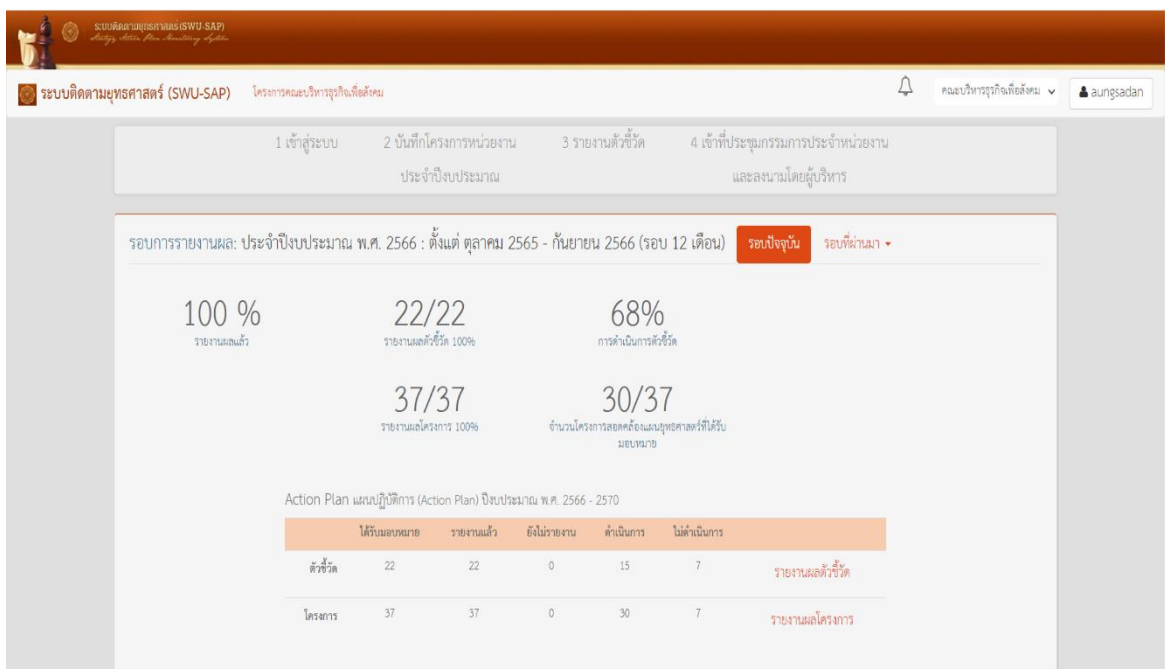 ระบบติดตามยุทธศาสตร์(SWU-SAP)
Strategy Action Plan Monitoring System
ระบบติดตามยุทธศาสตร์ (SWU-SAP) โครงการคณะบริหารธุรกิจเพื่อสังคม คณะบริหารธุรกิจเพื่อสังคม aungsadan
1 เข้าสู่ระบบ 2 บันทึกโครงการหน่วยงาน 3 รายงานตัวชี้วัด 4 เข้าที่ประชุมกรรมการประจำหน่วยงาน
ประจำปีงบประมาณ และลงนามโดยผู้บริหาร
รอบการรายงานผล: ประจำปีงบประมาณ พ.ศ. 2566 : ตั้งแต่ ตุลาคม 2565 - กันยายน 2566 (รอบ 12 เดือน) รอบปัจจุบัน รอบที่ผ่านมา
100 % 22/22 68%
รายงานผลแล้ว รายงานผลตัวชี้วัด 100% การดำเนินการตัวชี้วัด
37/37 30/37
รายงานผลโครงการ 100% จำนวนโครงการสอดคล้องแผนยุทธศาสตร์ที่ได้รับ
มอบหมาย
Action Plan แผนปฏิบัติการ (Action Plan) ปีงบประมาณ พ.ศ. 2566 - 2570
ได้รับมอบหมาย รายงานแล้ว ยังไม่รายงาน ดำเนินการ ไม่ดำเนินการ
ตัวชี้วัด 22 22 0 15 7 รายงานผลตัวชี้วัด
โครงการ 37 37 0 30 7 รายงานผลโครงการ